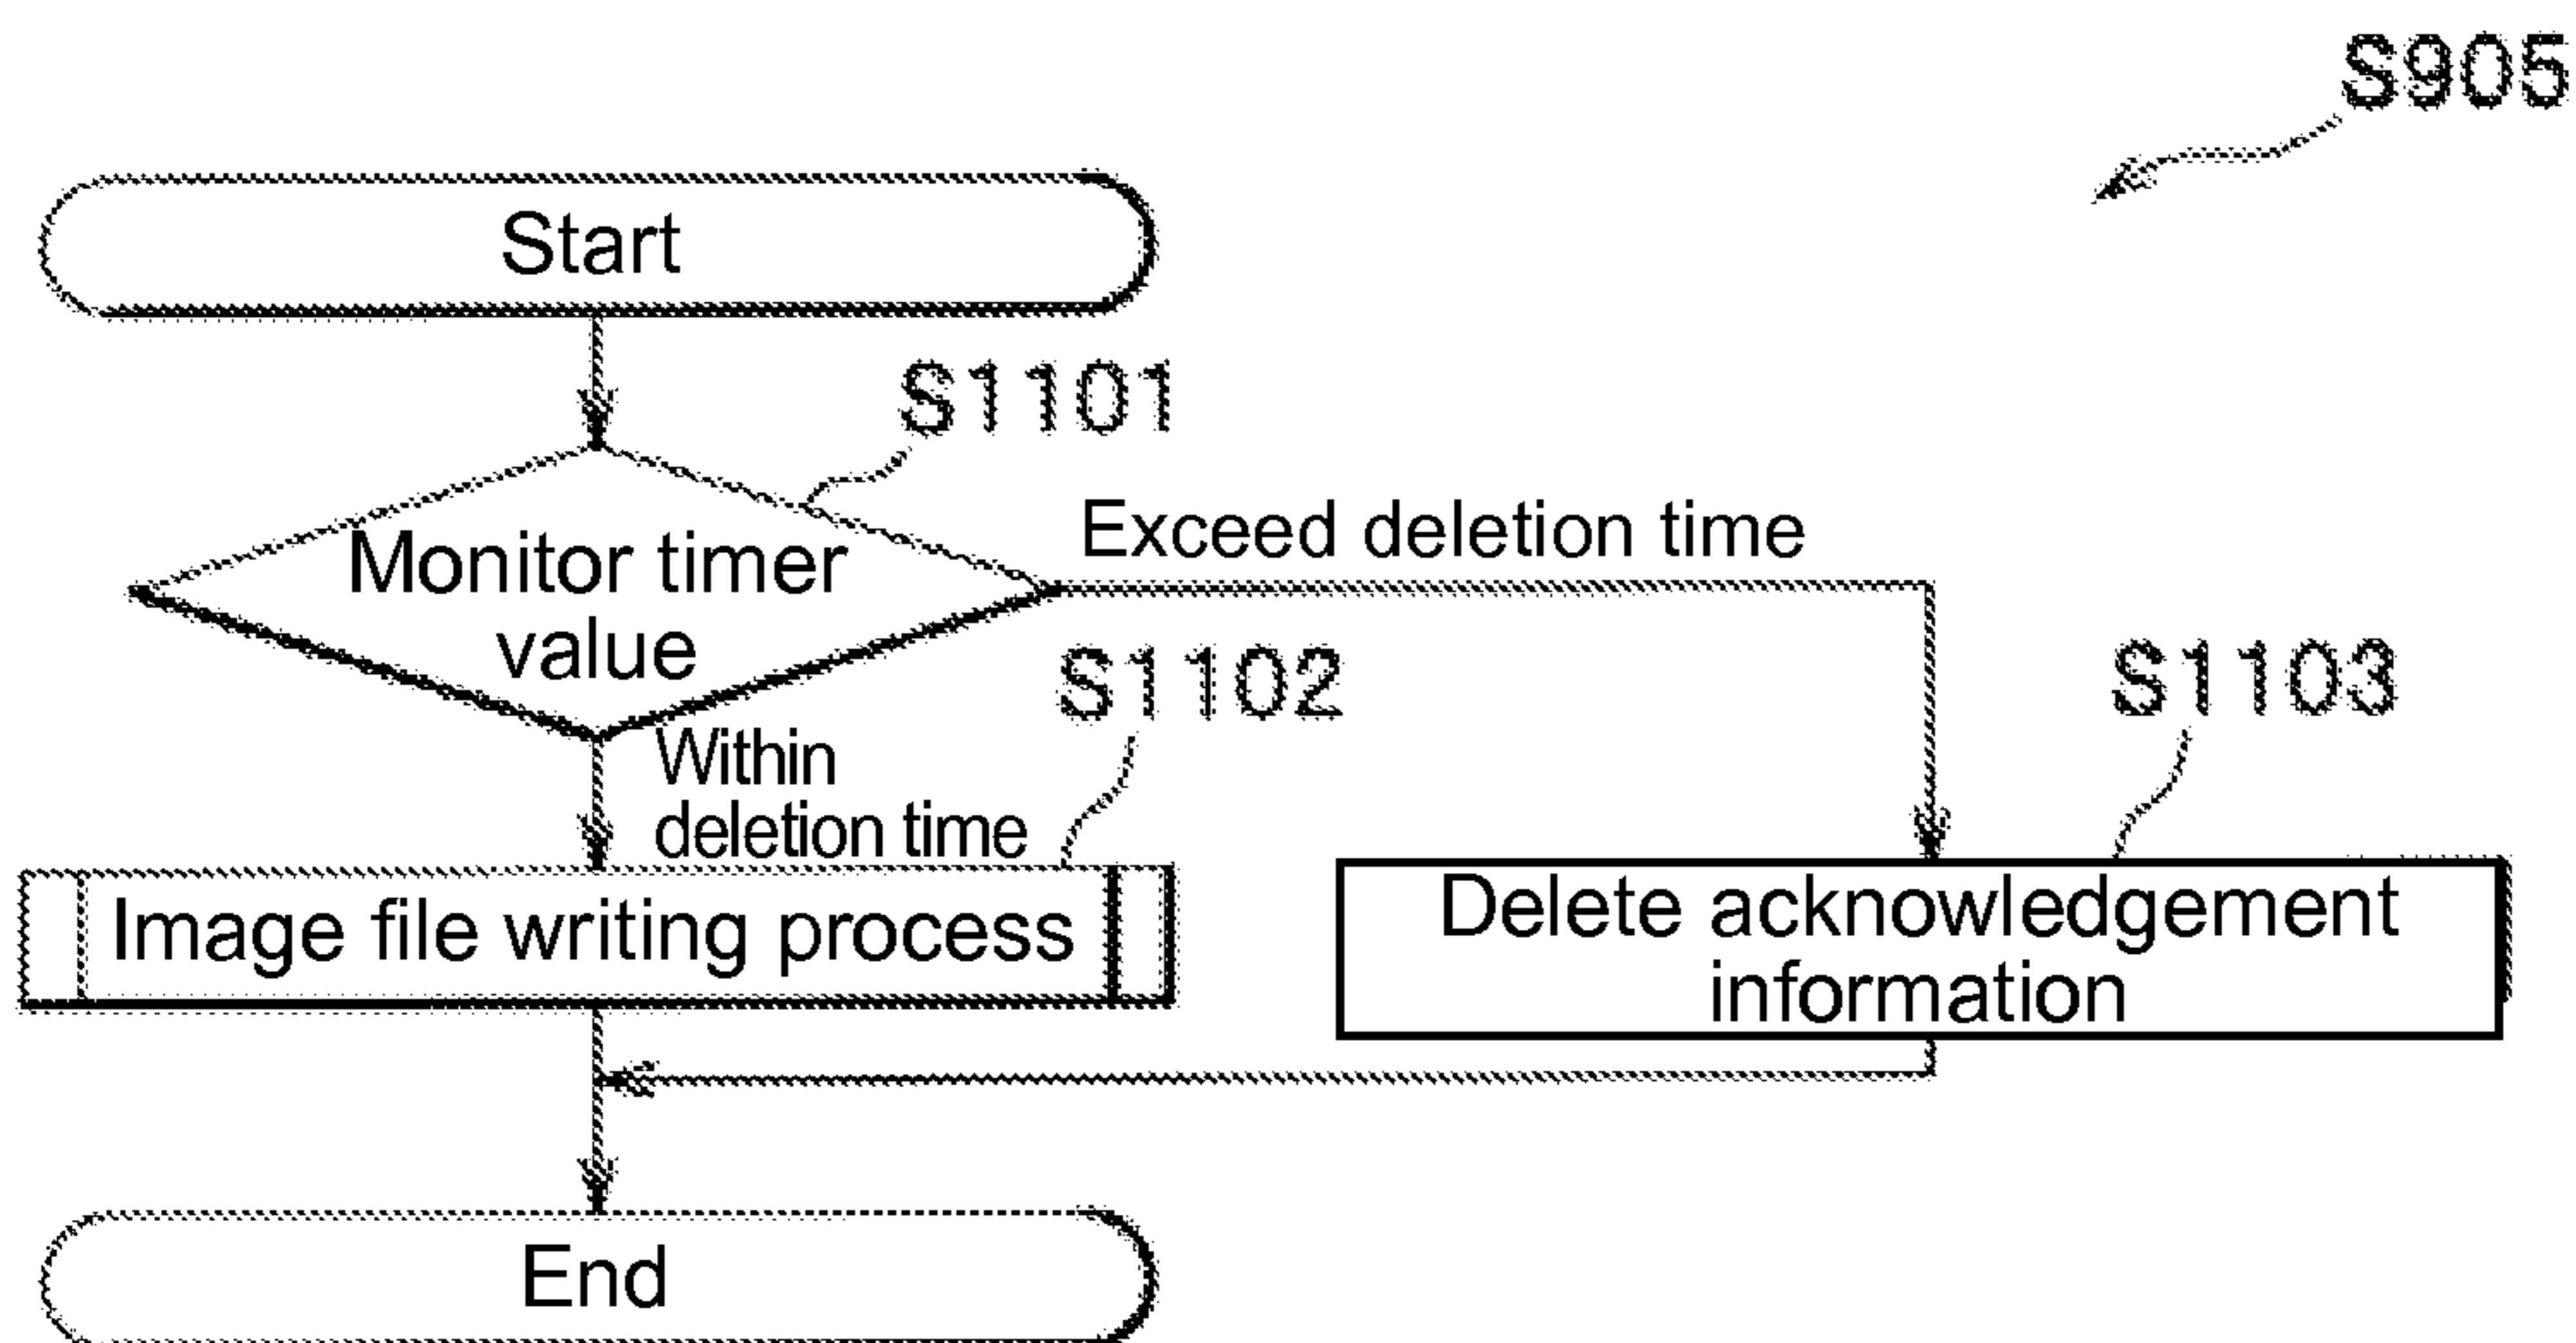 S905
Start
S1101
Monitor timer
value
Exceed deletion time
Within
deletion time
S1102
S1103
Image file writing process
Delete acknowledgement
information
End